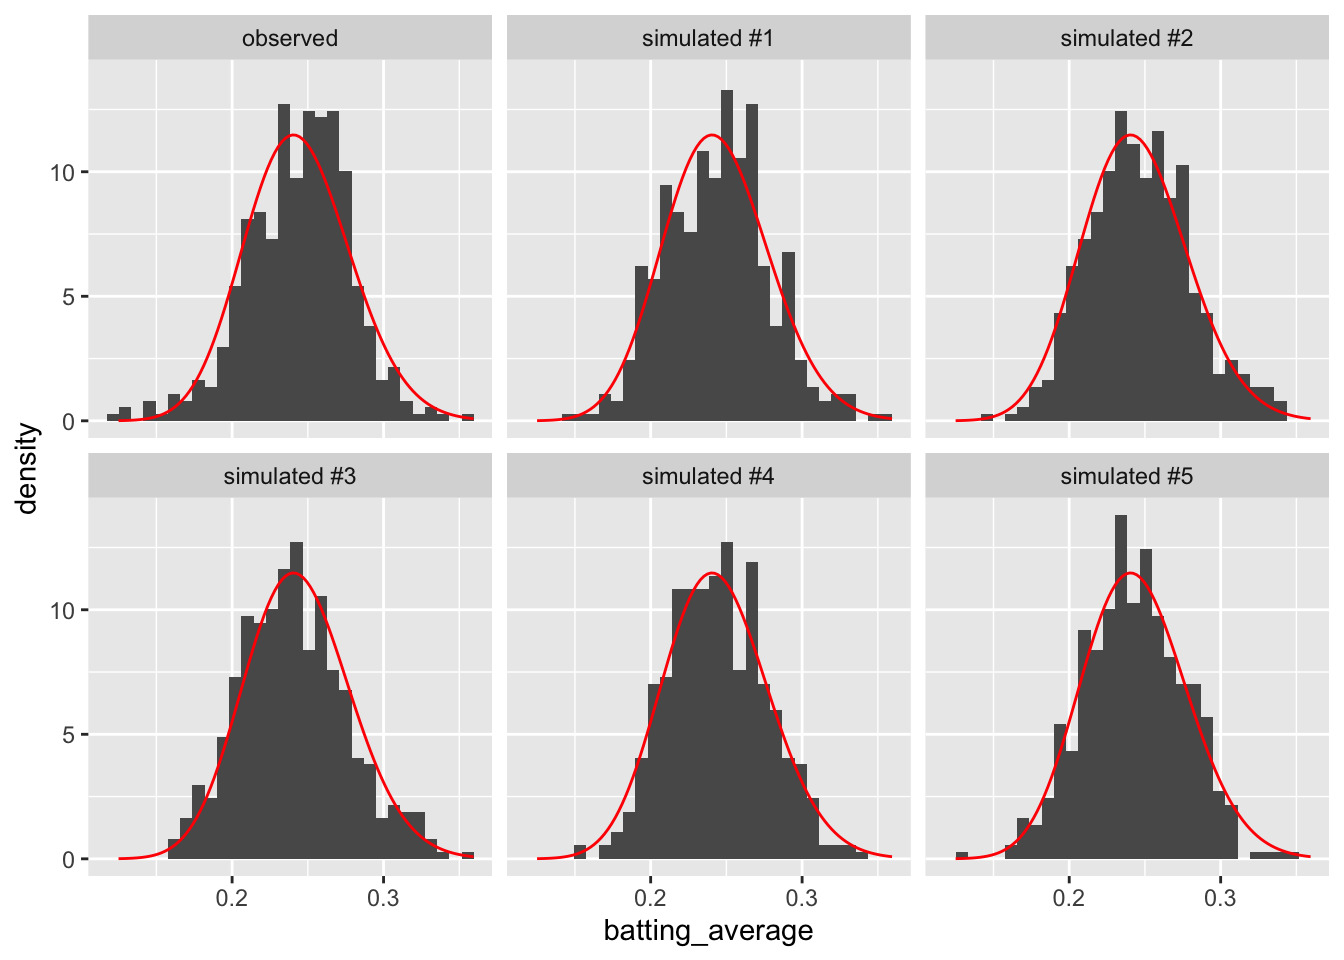 observed
simulated #1
simulated #2
10
5
0
density
simulated #3
simulated #4
simulated #5
10
5
0
0.2
0.3
0.2
0.3
0.2
0.3
batting_average